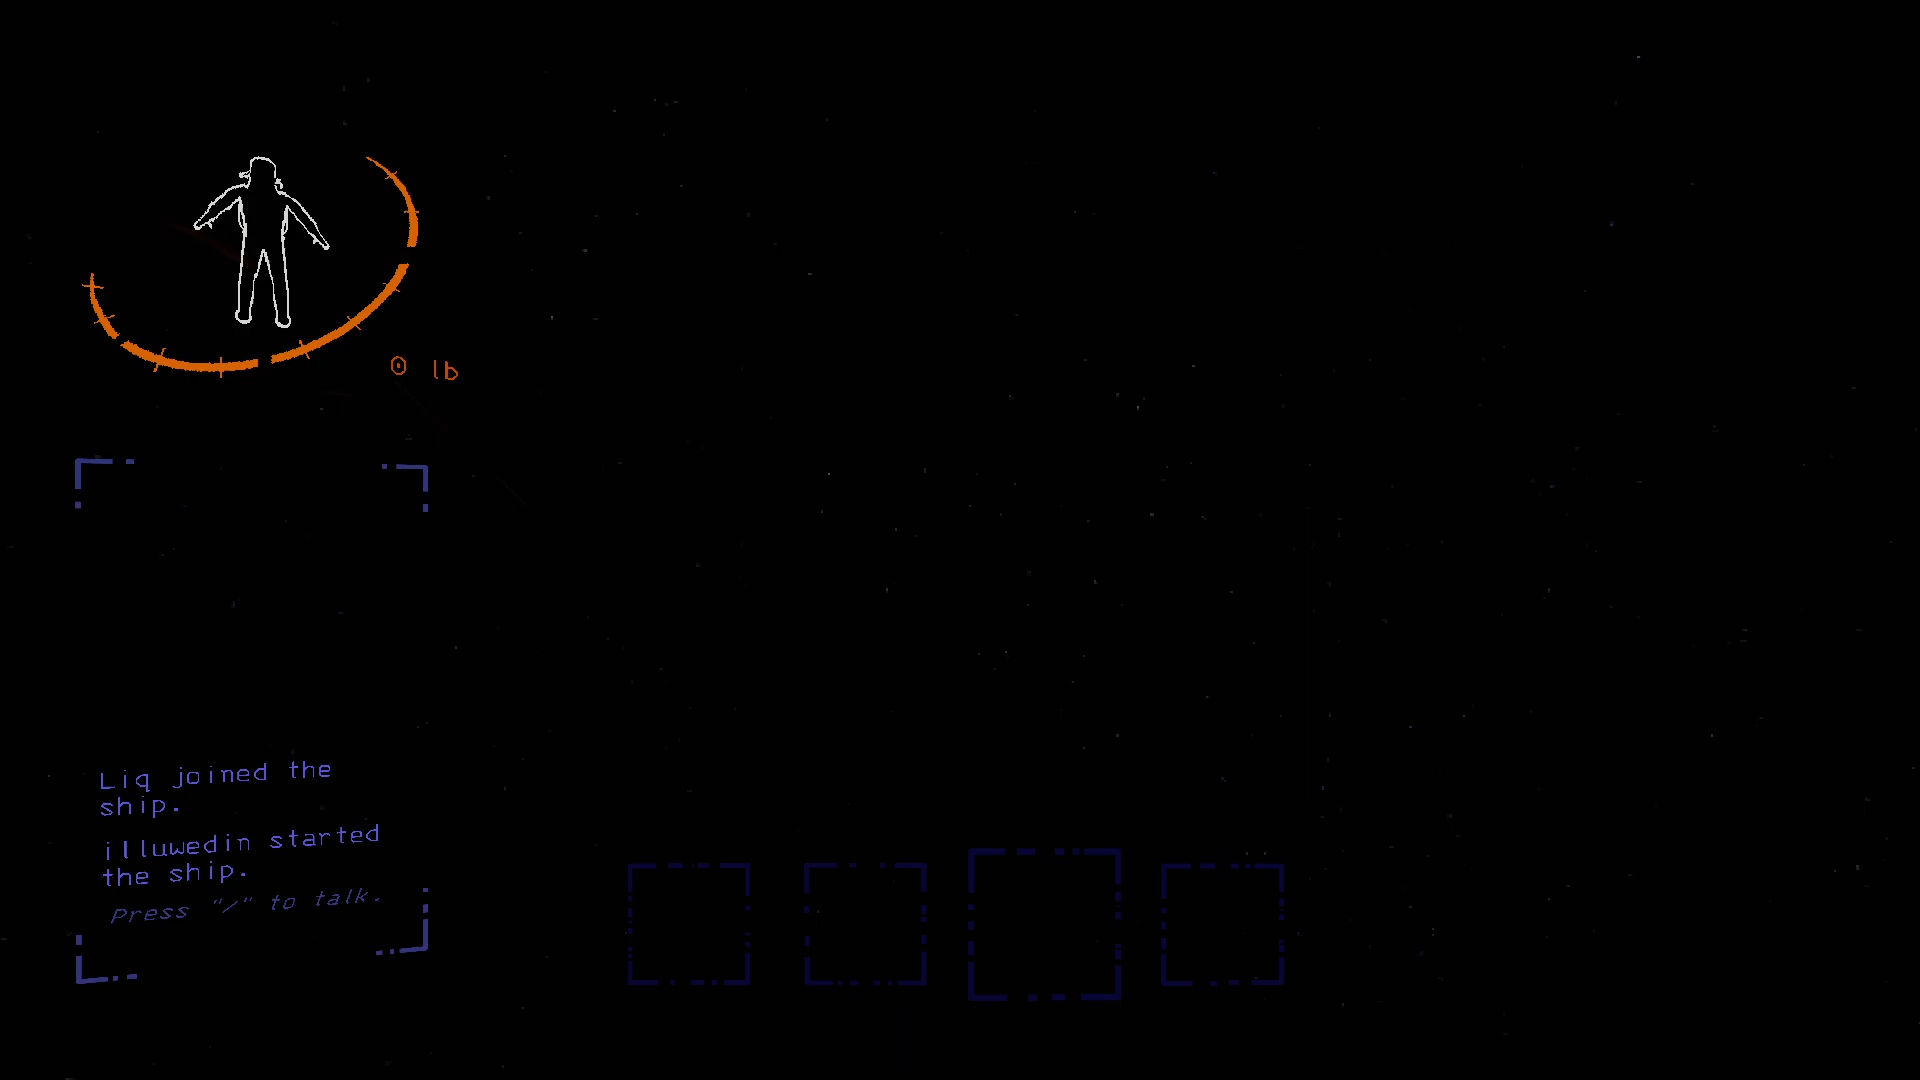 0 lb
Liq joined the
ship.
illuwedin started
the ship.
Press "/" to talk.